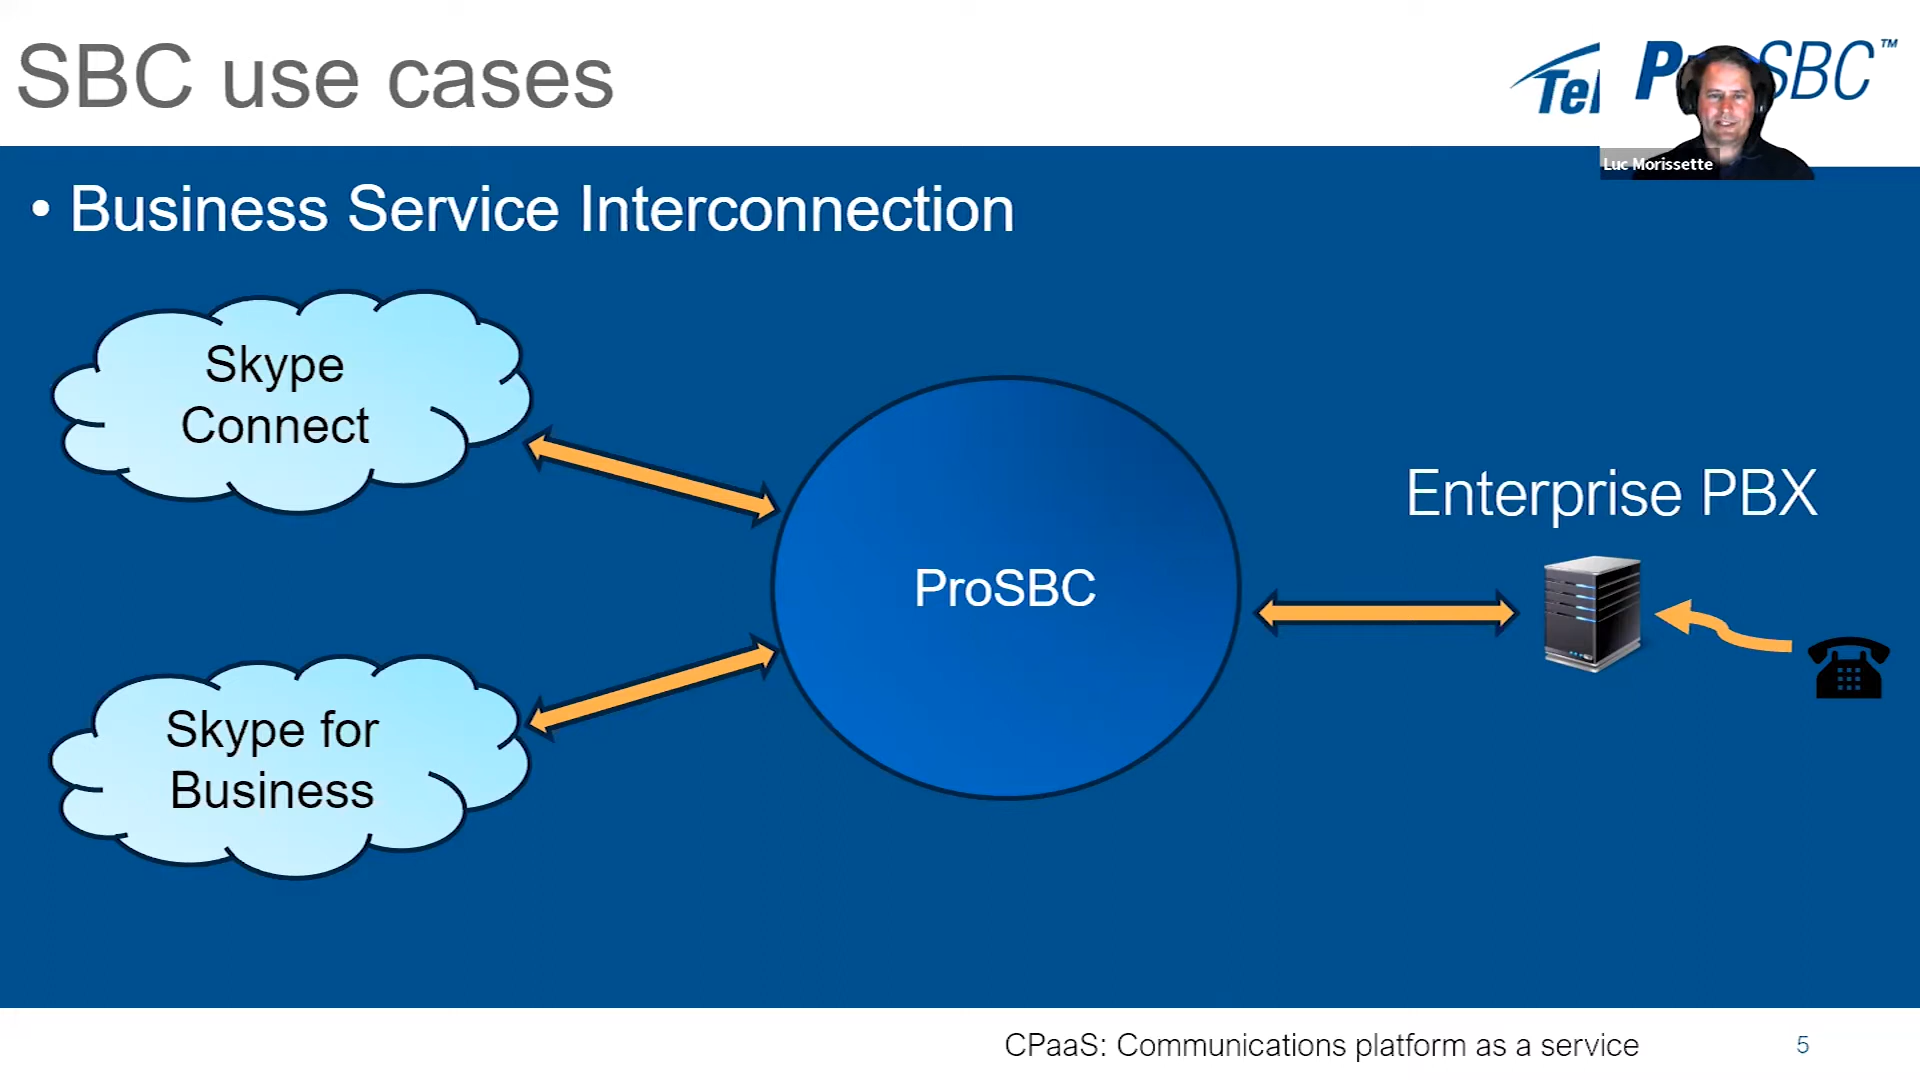 SBC use cases
Tel
SBC™
Luc Morissette
• Business Service Interconnection
Skype
Connect
Enterprise PBX
ProSBC
Skype for
Business
CPaaS: Communications platform as a service
5